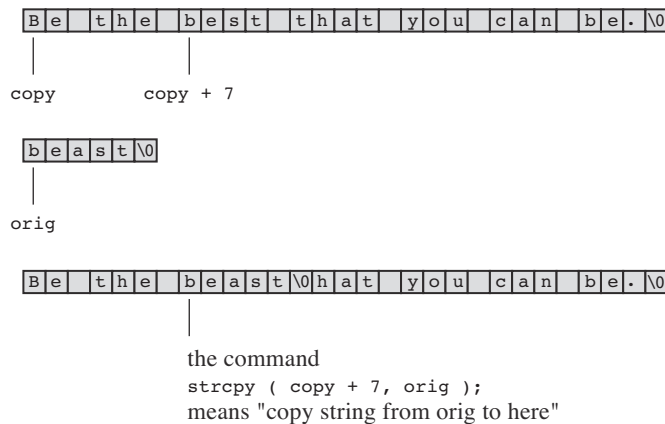 Be the best that you can be.\0
copy copy + 7
beast\0
orig
Be the beast\0hat you can be.\0
the command
strcpy ( copy + 7, orig );
means "copy string from orig to here"